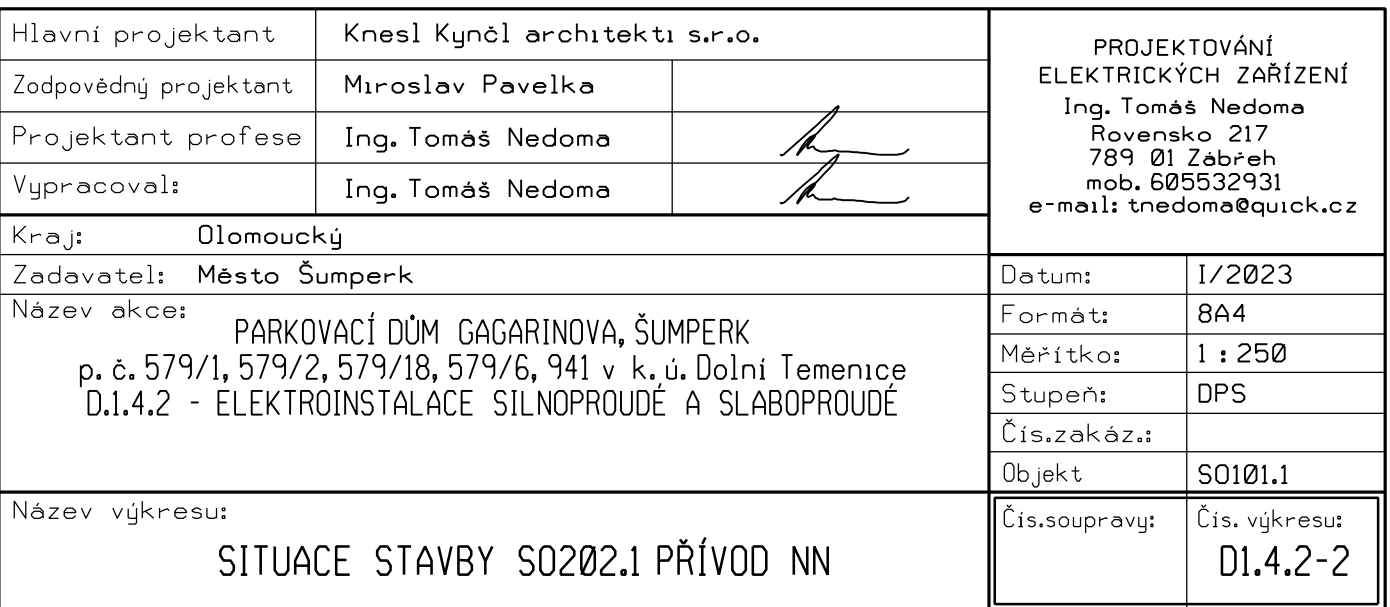 Hlavní projektant Knesl Kynčl architekti s.r.o.
Zodpovědný projektant Miroslav Pavelka
Projektant profese Ing. Tomáš Nedoma
Vypracoval: Ing. Tomáš Nedoma
PROJEKTOVÁNÍ
ELEKTRICKÝCH ZAŘÍZENÍ
Ing. Tomáš Nedoma
Rovensko 217
789 01 Zábřeh
mob. 605532931
e-mail: tnedoma@quick.cz
Kraj: Olomoucký
Zadavatel: Město Šumperk
Název akce:
PARKOVACÍ DŮM GAGARINOVA, ŠUMPERK
p. č. 579/1, 579/2, 579/18, 579/6, 941 v k. ú. Dolní Temenice
D.1.4.2 - ELEKTROINSTALACE SILNOPROUDÉ A SLABOPROUDÉ
Datum: I/2023
Formát: 8A4
Měřítko: 1 : 250
Stupeň: DPS
Čís.zakáz.:
Objekt SO101.1
Název výkresu:
SITUACE STAVBY SO202.1 PŘÍVOD NN
Čís.soupravy:
Čís. výkresu:
D1.4.2-2